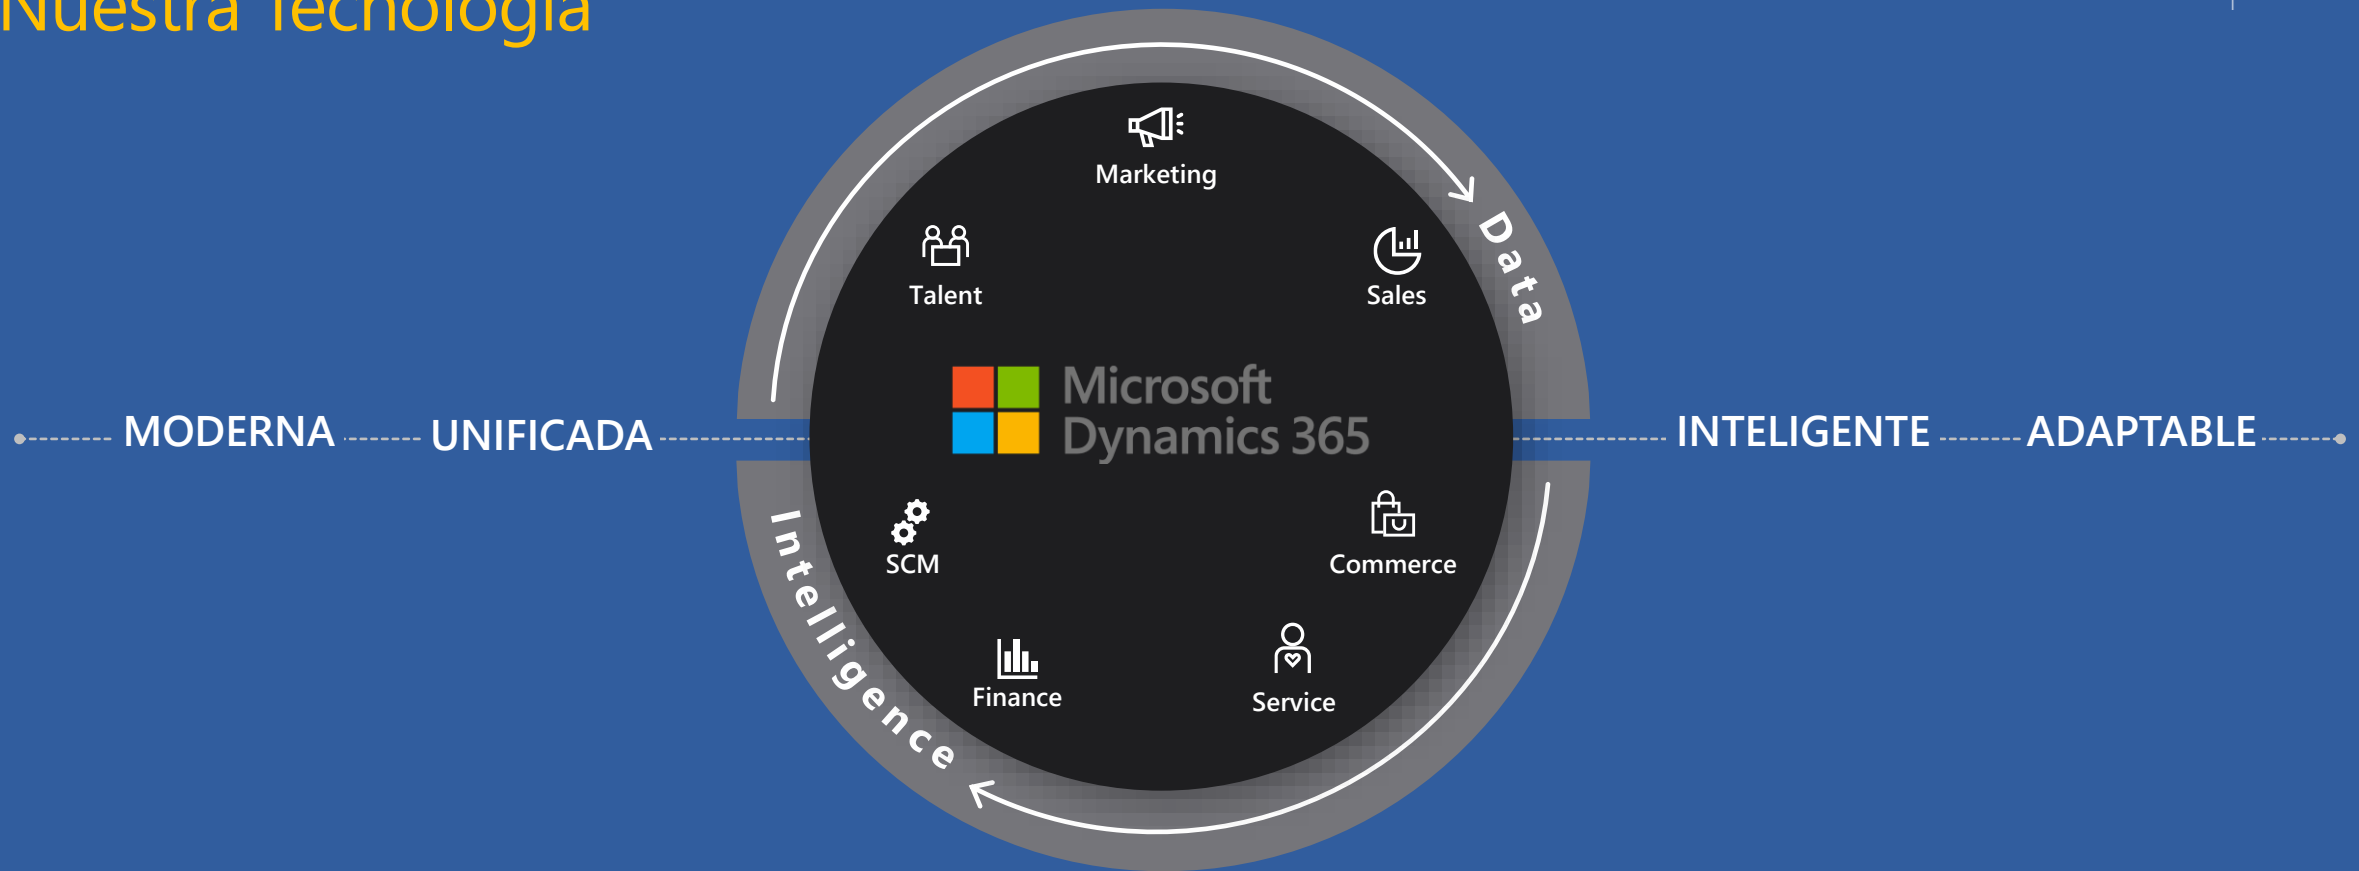 Nuestra Tecnología
Marketing
Talent
Sales
Data
Microsoft
Dynamics 365
MODERNA
UNIFICADA
INTELIGENTE
ADAPTABLE
SCM
Commerce
Intelligence
Finance
Service